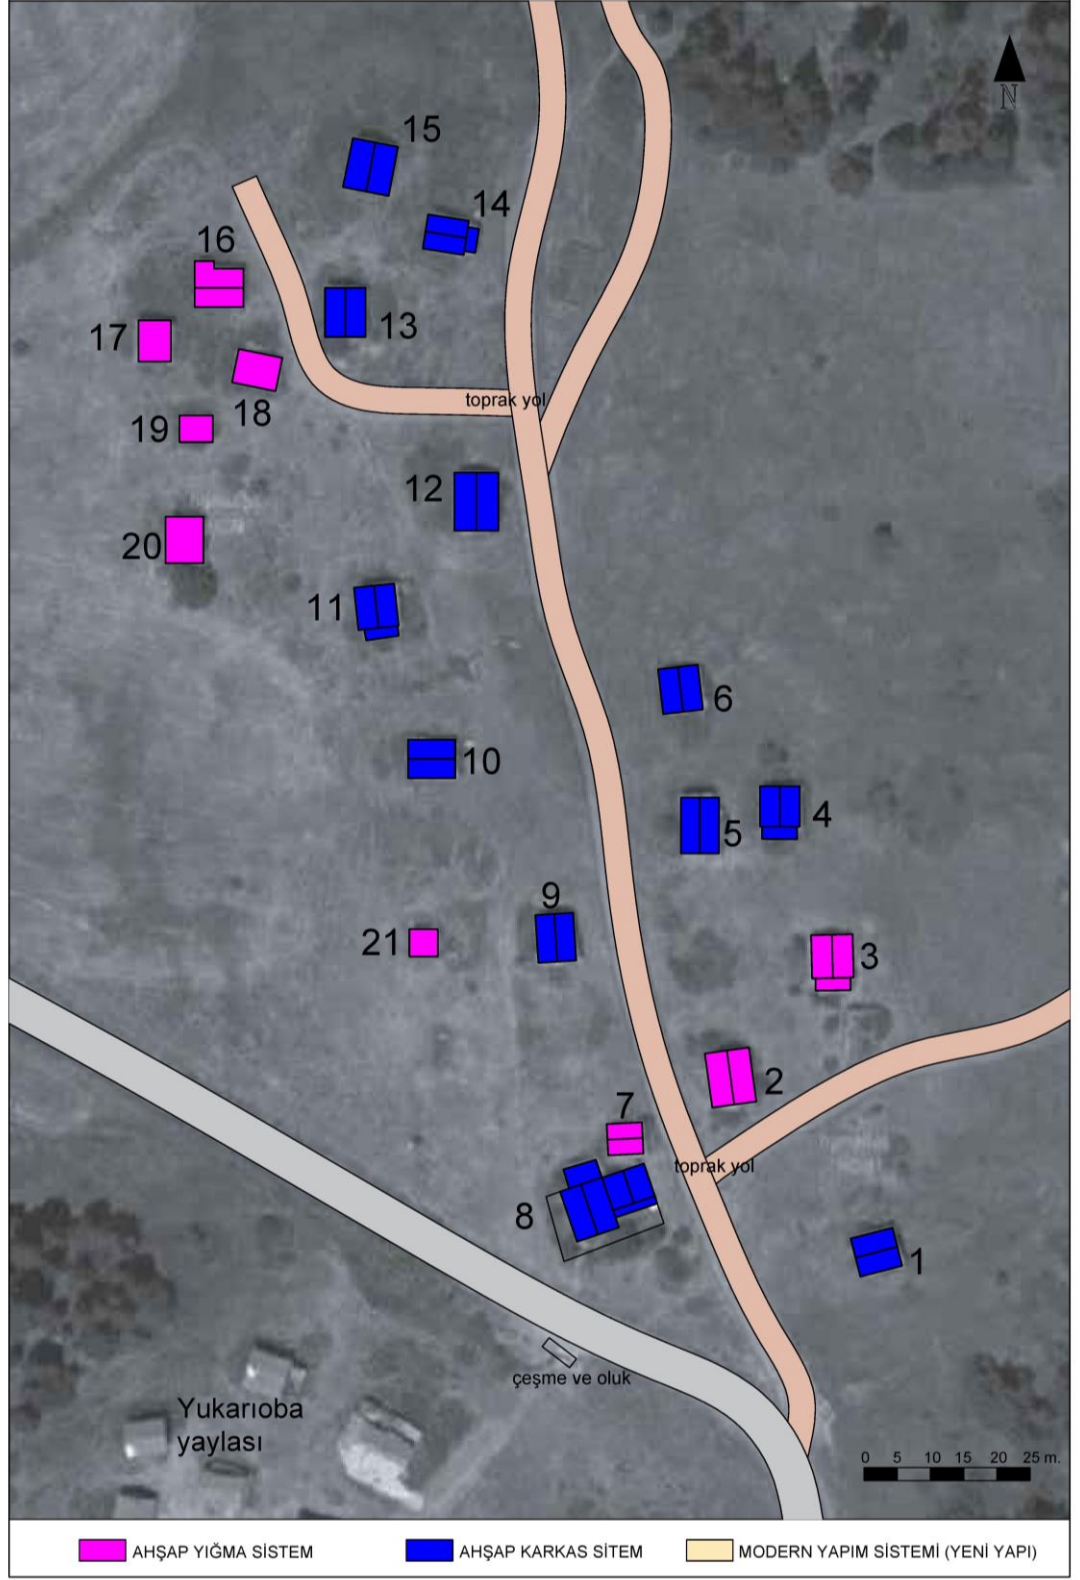 N
15
14
16
13
17
18
toprak yol
19
12
20
11
6
10
4
5
9
21
3
2
7
toprak yol
8
1
çeşme ve oluk
Yukarıoba
yaylası
0 5 10 15 20 25 m.
AHŞAP YIĞMA SİSTEM AHŞAP KARKAS SİTEM MODERN YAPIM SİSTEMİ (YENİ YAPI)